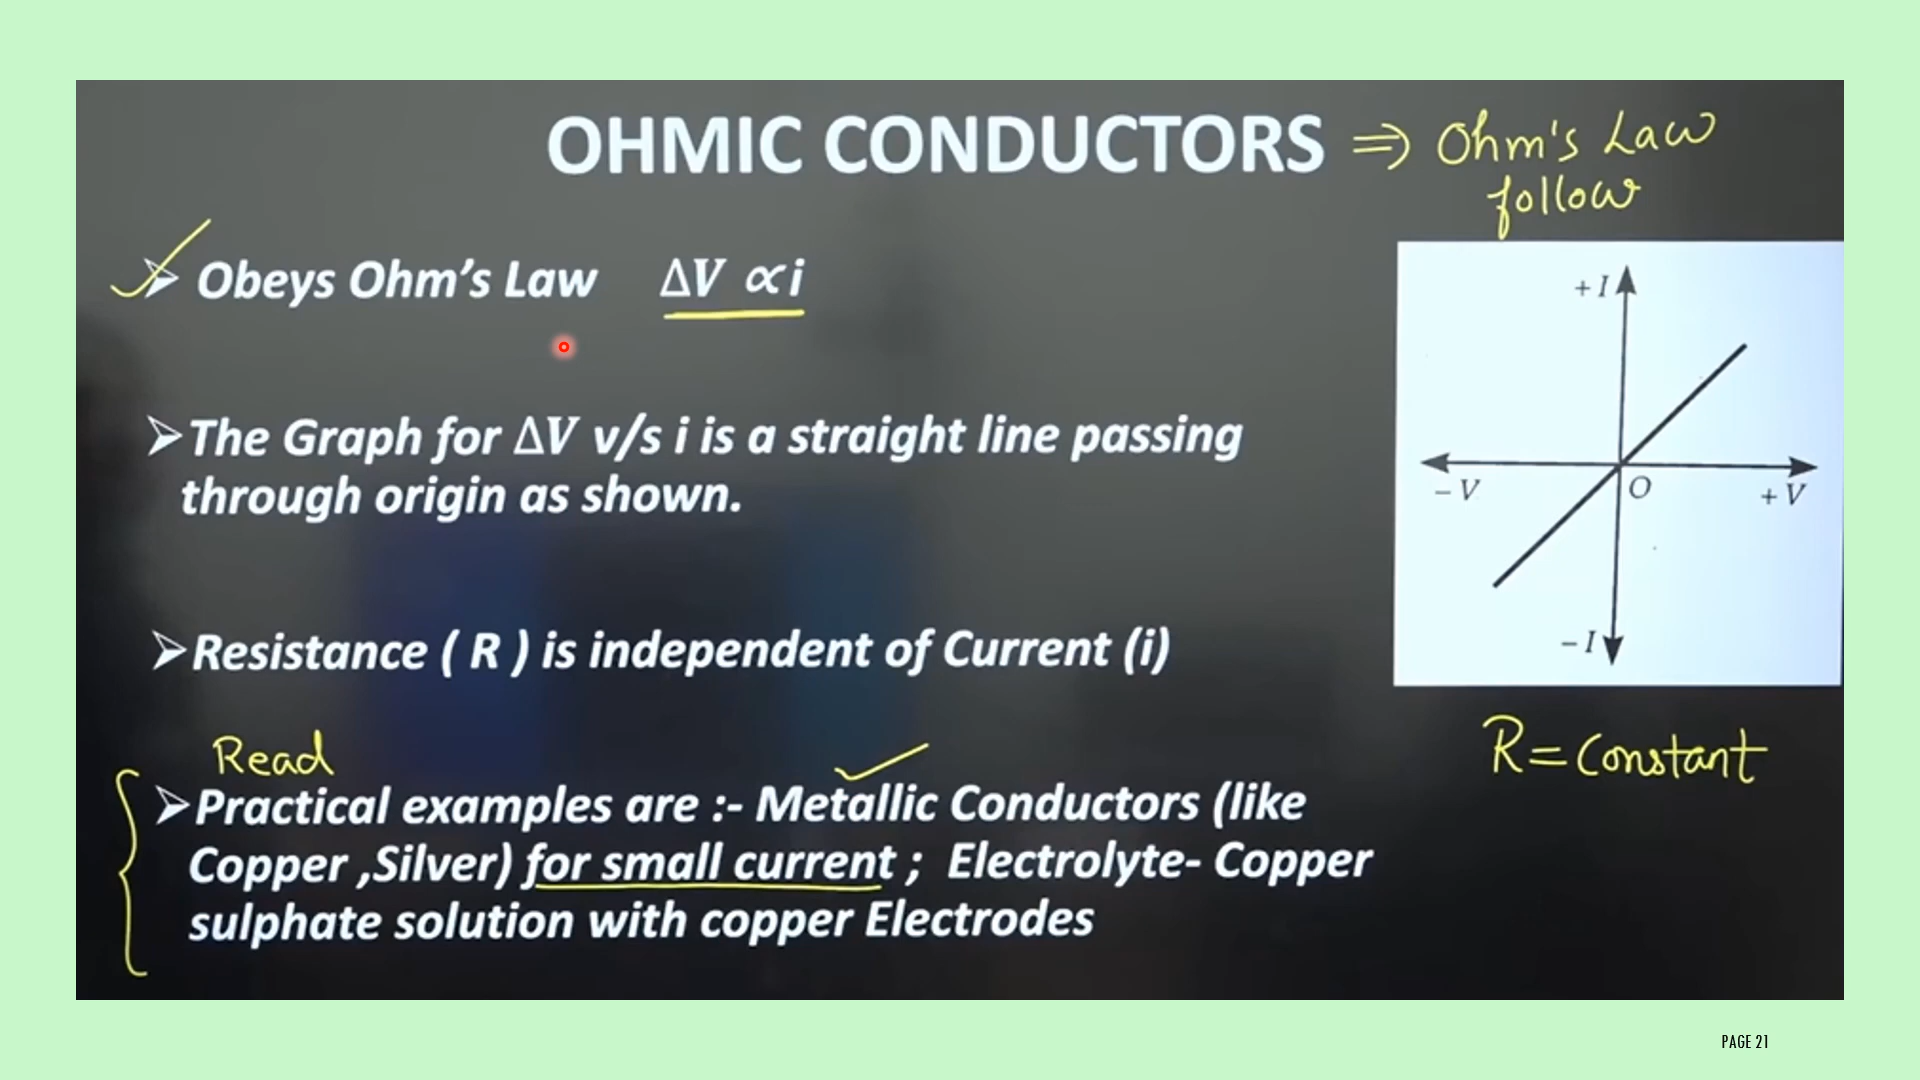 OHMIC CONDUCTORS ⇒ Ohm's Law
follow
➢ Obeys Ohm's Law ΔV ∝i
➢The Graph for ΔV v/s i is a straight line passing
through origin as shown.
➢Resistance ( R ) is independent of Current (i)
Read
➢Practical examples are :- Metallic Conductors (like
Copper ,Silver) for small current ; Electrolyte- Copper
sulphate solution with copper Electrodes
+ I
- V
O
+ V
- I
R = Constant
PAGE 21